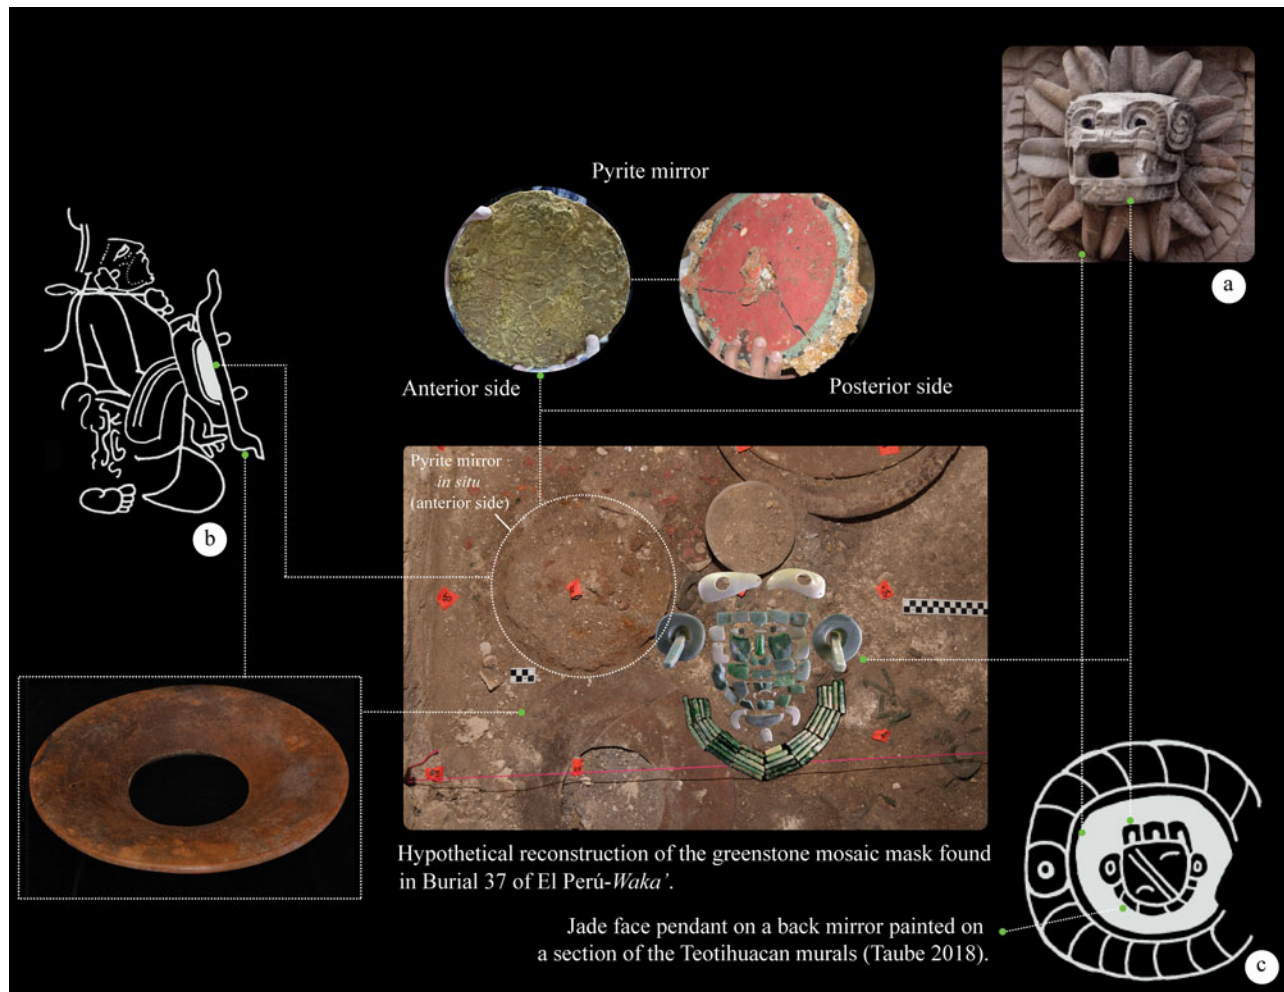 Pyrite mirror
a
Anterior side
Posterior side
Pyrite mirror
in situ
(anterior side)
b
Hypothetical reconstruction of the greenstone mosaic mask found
in Burial 37 of El Perú-Waka’.
Jade face pendant on a back mirror painted on
a section of the Teotihuacan murals (Taube 2018).
c